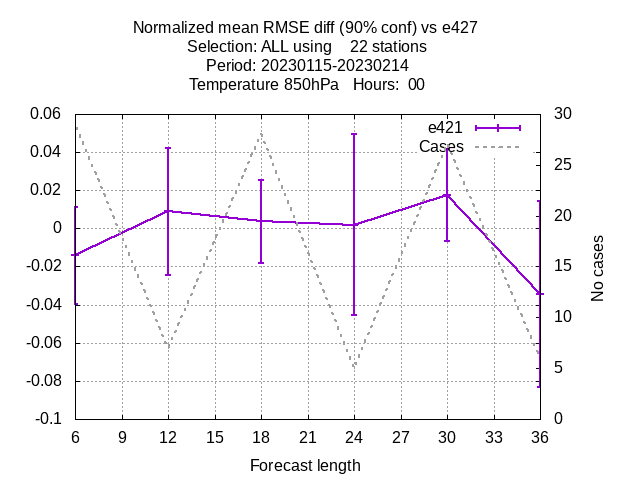 Normalized mean RMSE diff (90% conf) vs e427
Selection: ALL using    22 stations
Period: 20230115-20230214
Temperature 850hPa   Hours:  00
0.06
0.04
0.02
0
-0.02
-0.04
-0.06
-0.08
-0.1
30
25
20
15
10
5
0
e421
Cases
No cases
6 9 12 15 18 21 24 27 30 33 36
Forecast length